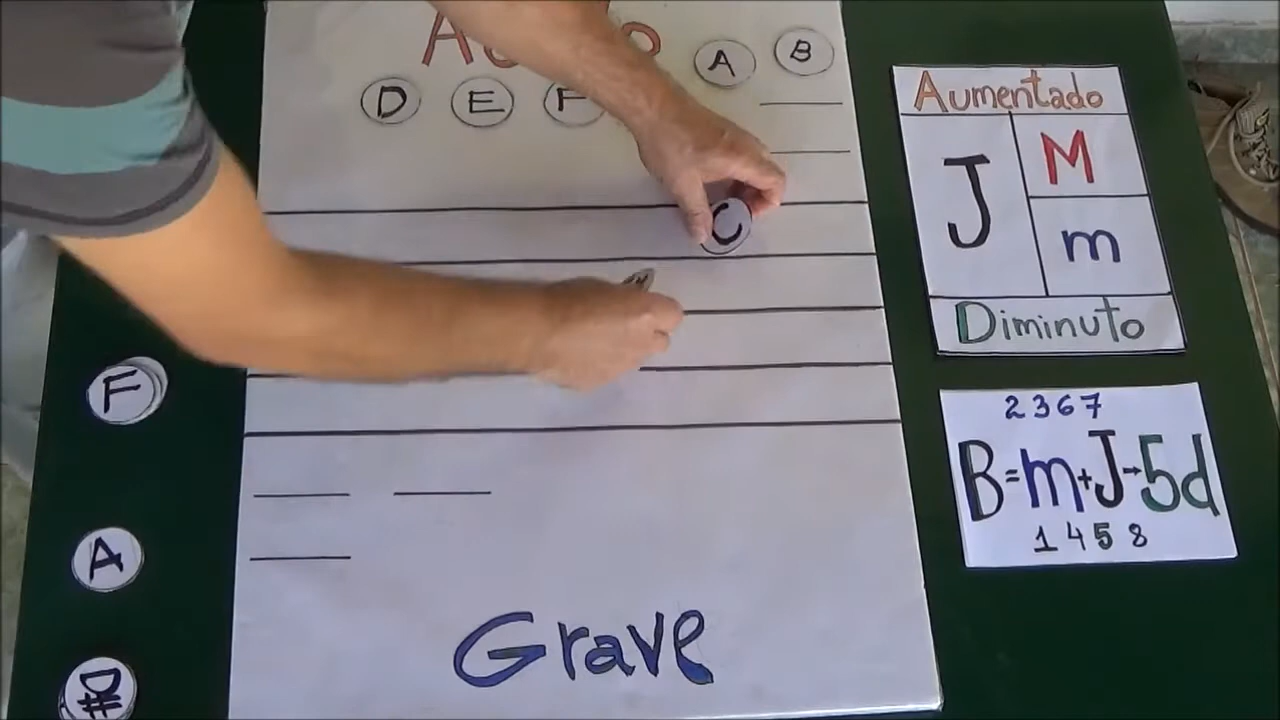 A B
D E F
C
F
A
D#
Grave
Aumentado
J M
m
Diminuto
2 3 6 7
B=m+J→5d
1 4 5 8